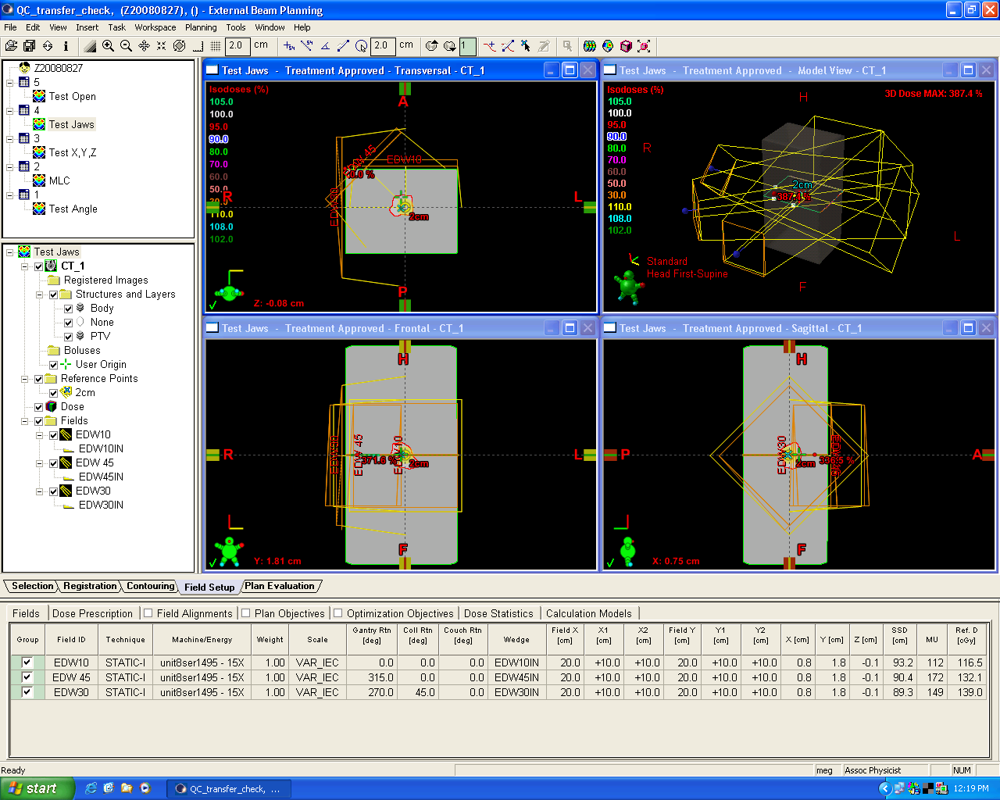 QC_transfer_check, (Z20080827), () - External Beam Planning
File Edit View Insert Task Workspace Planning Tools Window Help
2.0 cm 2.0 cm 1
Z20080827
5
Test Open
4
Test Jaws
3
Test X,Y,Z
2
MLC
1
Test Angle
Test Jaws
CT_1
Registered Images
Structures and Layers
Body
None
PTV
Boluses
User Origin
Reference Points
2cm
Dose
Fields
EDW10
EDW10IN
EDW 45
EDW45IN
EDW30
EDW30IN
Test Jaws - Treatment Approved - Transversal - CT_1
Isodoses (%)
105.0
100.0
95.0
90.0
80.0
70.0
60.0
50.0
30.0
110.0
108.0
102.0
A
R
L
P
EDW 45
EDW10
EDW30
2cm
Z: -0.08 cm
Test Jaws - Treatment Approved - Model View - CT_1
Isodoses (%)
105.0
100.0
95.0
90.0
80.0
70.0
60.0
50.0
30.0
110.0
108.0
102.0
3D Dose MAX: 387.4 %
H
R
L
F
2cm
387.4 %
Standard
Head First-Supine
Test Jaws - Treatment Approved - Frontal - CT_1
H
R
L
F
EDW30
EDW 45
EDW10
371.6 %
2cm
Y: 1.81 cm
Test Jaws - Treatment Approved - Sagittal - CT_1
H
P
A
F
EDW30
2cm
X: 0.75 cm
Selection Registration Contouring Field Setup Plan Evaluation
Fields Dose Prescription Field Alignments Plan Objectives Optimization Objectives Dose Statistics Calculation Models
Group Field ID Technique Machine/Energy Weight Scale Gantry Rtn [deg] Coll Rtn [deg] Couch Rtn [deg] Wedge Field X [cm] X1 [cm] X2 [cm] Field Y [cm] Y1 [cm] Y2 [cm] X [cm] Y [cm] Z [cm] SSD [cm] MU Ref. D [cGy]
EDW10 STATIC-I unit8ser1495 - 15X 1.00 VAR_IEC 0.0 0.0 0.0 EDW10IN 20.0 +10.0 +10.0 20.0 +10.0 +10.0 0.8 1.8 -0.1 93.2 112 116.5
EDW 45 STATIC-I unit8ser1495 - 15X 1.00 VAR_IEC 315.0 0.0 0.0 EDW45IN 20.0 +10.0 +10.0 20.0 +10.0 +10.0 0.8 1.8 -0.1 90.4 172 132.1
EDW30 STATIC-I unit8ser1495 - 15X 1.00 VAR_IEC 270.0 45.0 0.0 EDW30IN 20.0 +10.0 +10.0 20.0 +10.0 +10.0 0.8 1.8 -0.1 89.3 149 139.0
Ready meg Assoc Physicist NUM
start QC_transfer_check, ... 12:19 PM